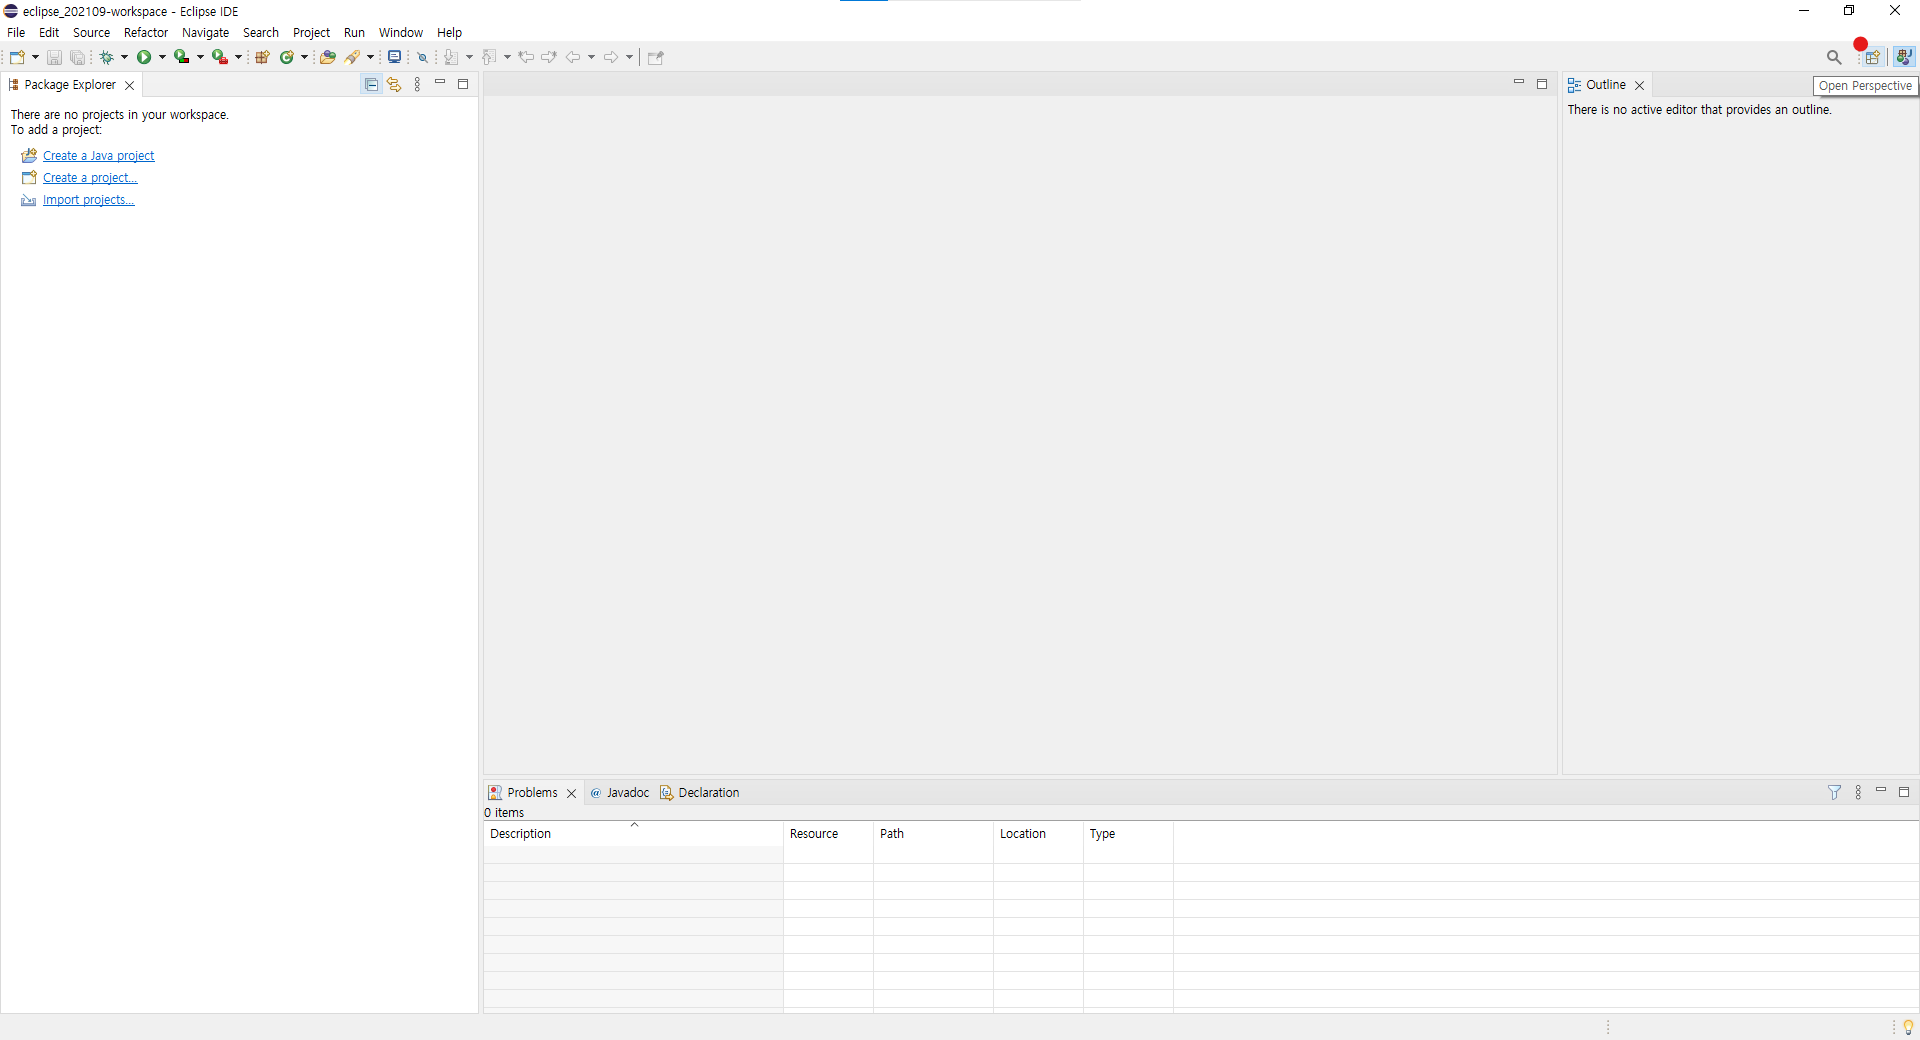 eclipse_202109-workspace - Eclipse IDE
File Edit Source Refactor Navigate Search Project Run Window Help
Package Explorer
Outline
Open Perspective
There are no projects in your workspace.
To add a project:
Create a Java project
Create a project...
Import projects...
There is no active editor that provides an outline.
Problems @ Javadoc Declaration
0 items
Description Resource Path Location Type